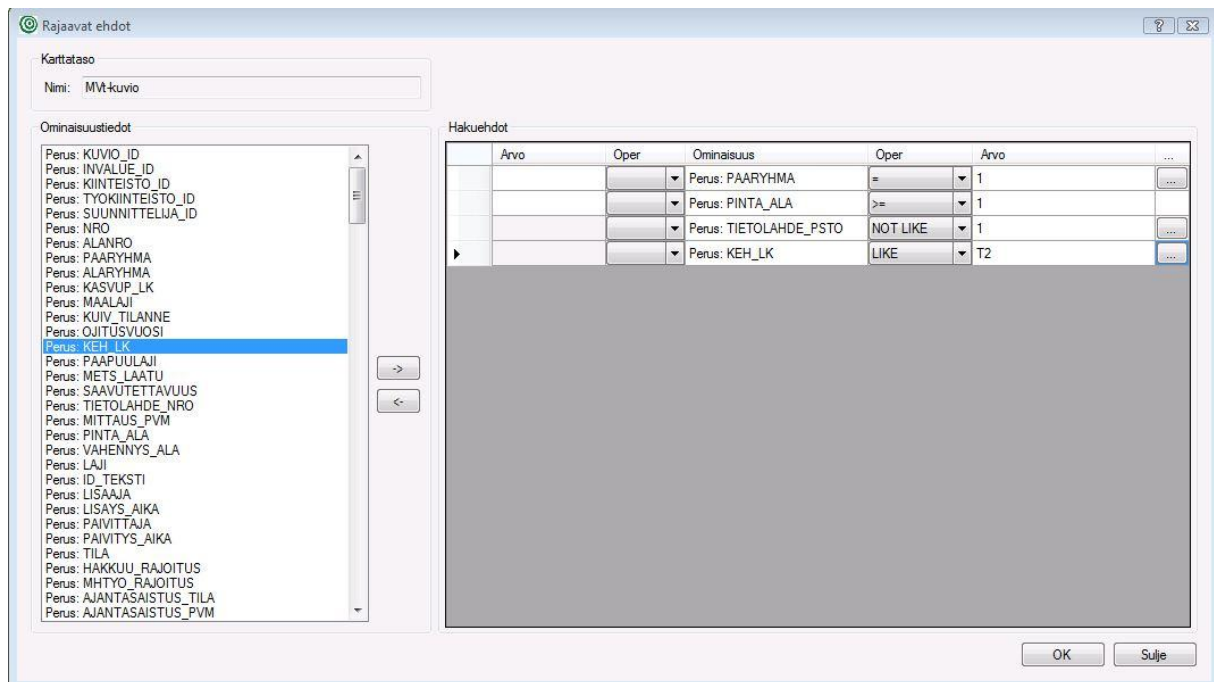 Rajaavat ehdot
Karttataso
Nimi: MVt-kuvio
Ominaisuustiedot
Perus: KUVIO_ID
Perus: INVALUE_ID
Perus: KIINTEISTO_ID
Perus: TYOKIINTEISTO_ID
Perus: SUUNNITTELIJA_ID
Perus: NRO
Perus: ALANRO
Perus: PAARYHMA
Perus: ALARYHMA
Perus: KASVUP_LK
Perus: MAALAJI
Perus: KUIV_TILANNE
Perus: OJITUSVUOSI
Perus: KEH_LK
Perus: PAAPUULAJI
Perus: METS_LAATU
Perus: SAAVUTETTAVUUS
Perus: TIETOLAHDE_NRO
Perus: MITTAUS_PVM
Perus: PINTA_ALA
Perus: VAHENNYS_ALA
Perus: LAJI
Perus: ID_TEKSTI
Perus: LISAAJA
Perus: LISAYS_AIKA
Perus: PAIVITTAJA
Perus: PAIVITYS_AIKA
Perus: TILA
Perus: HAKKUU_RAJOITUS
Perus: MHTYO_RAJOITUS
Perus: AJANTASAISTUS_TILA
Perus: AJANTASAISTUS_PVM
->
<-
Hakuehdot
Arvo Oper Ominaisuus Oper Arvo ...
Perus: PAARYHMA = 1 ...
Perus: PINTA_ALA >= 1
Perus: TIETOLAHDE_PSTO NOT LIKE 1 ...
Perus: KEH_LK LIKE T2 ...
OK Sulje